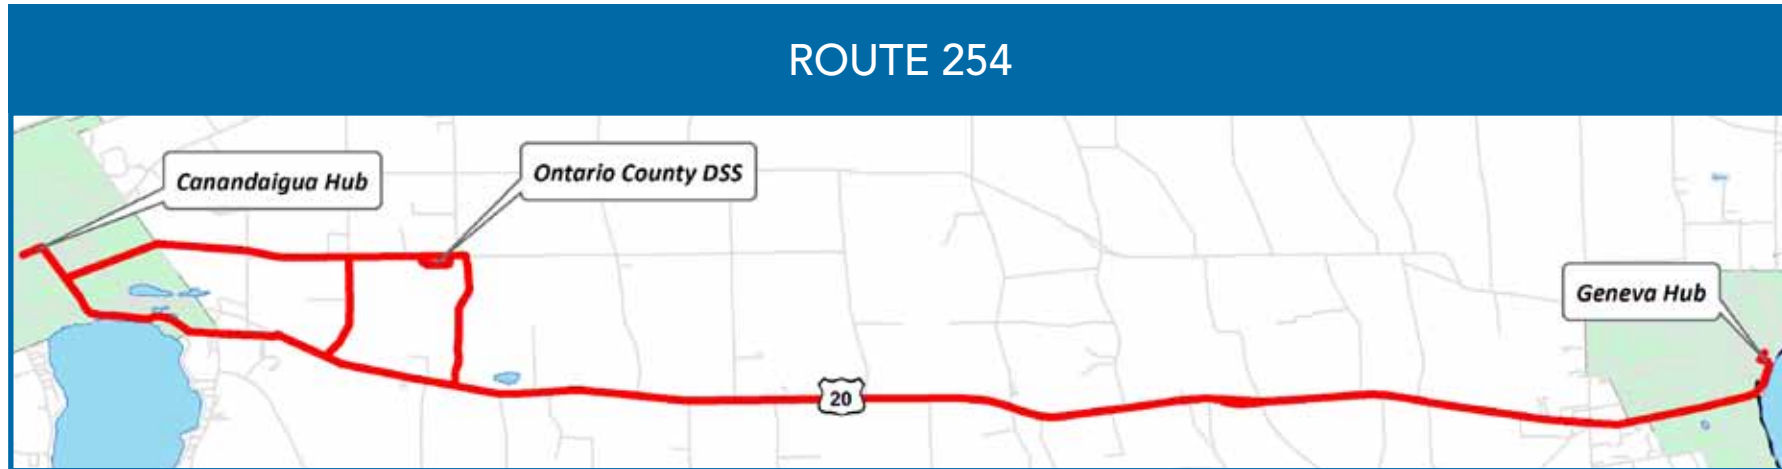 ROUTE 254
Canandaigua Hub
Ontario County DSS
Geneva Hub
20